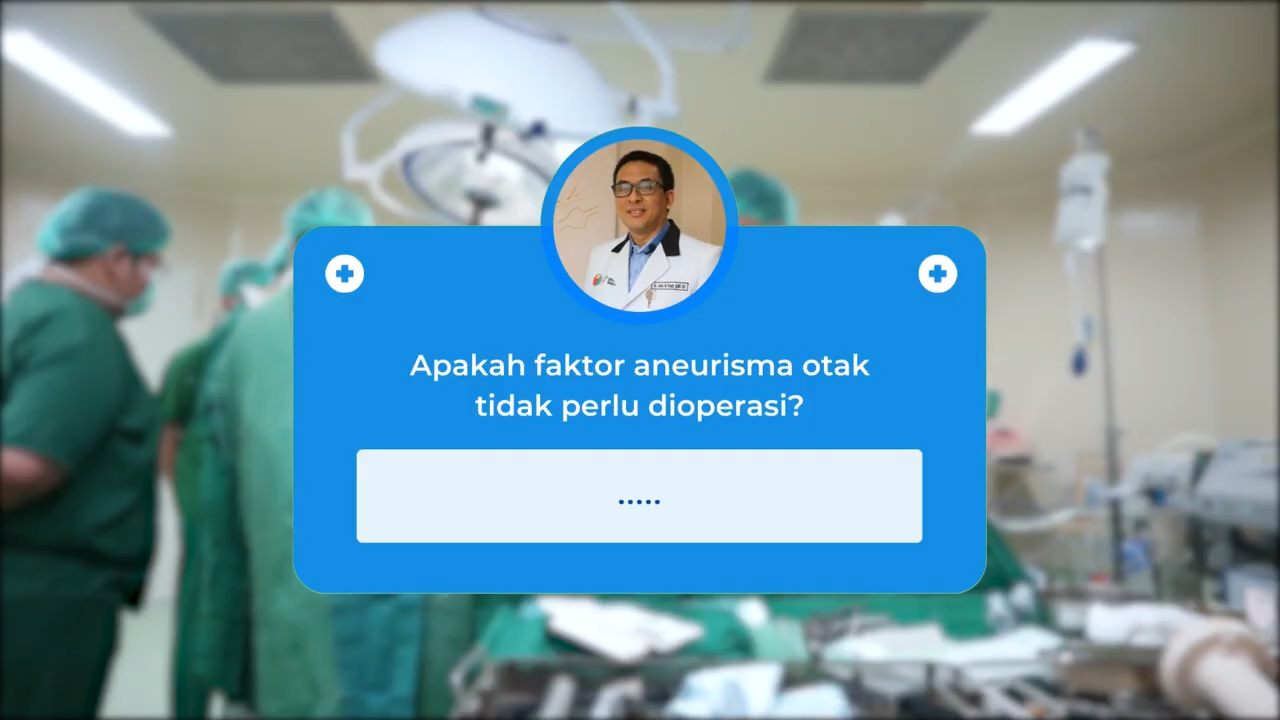 Apakah faktor aneurisma otak
tidak perlu dioperasi?
.....